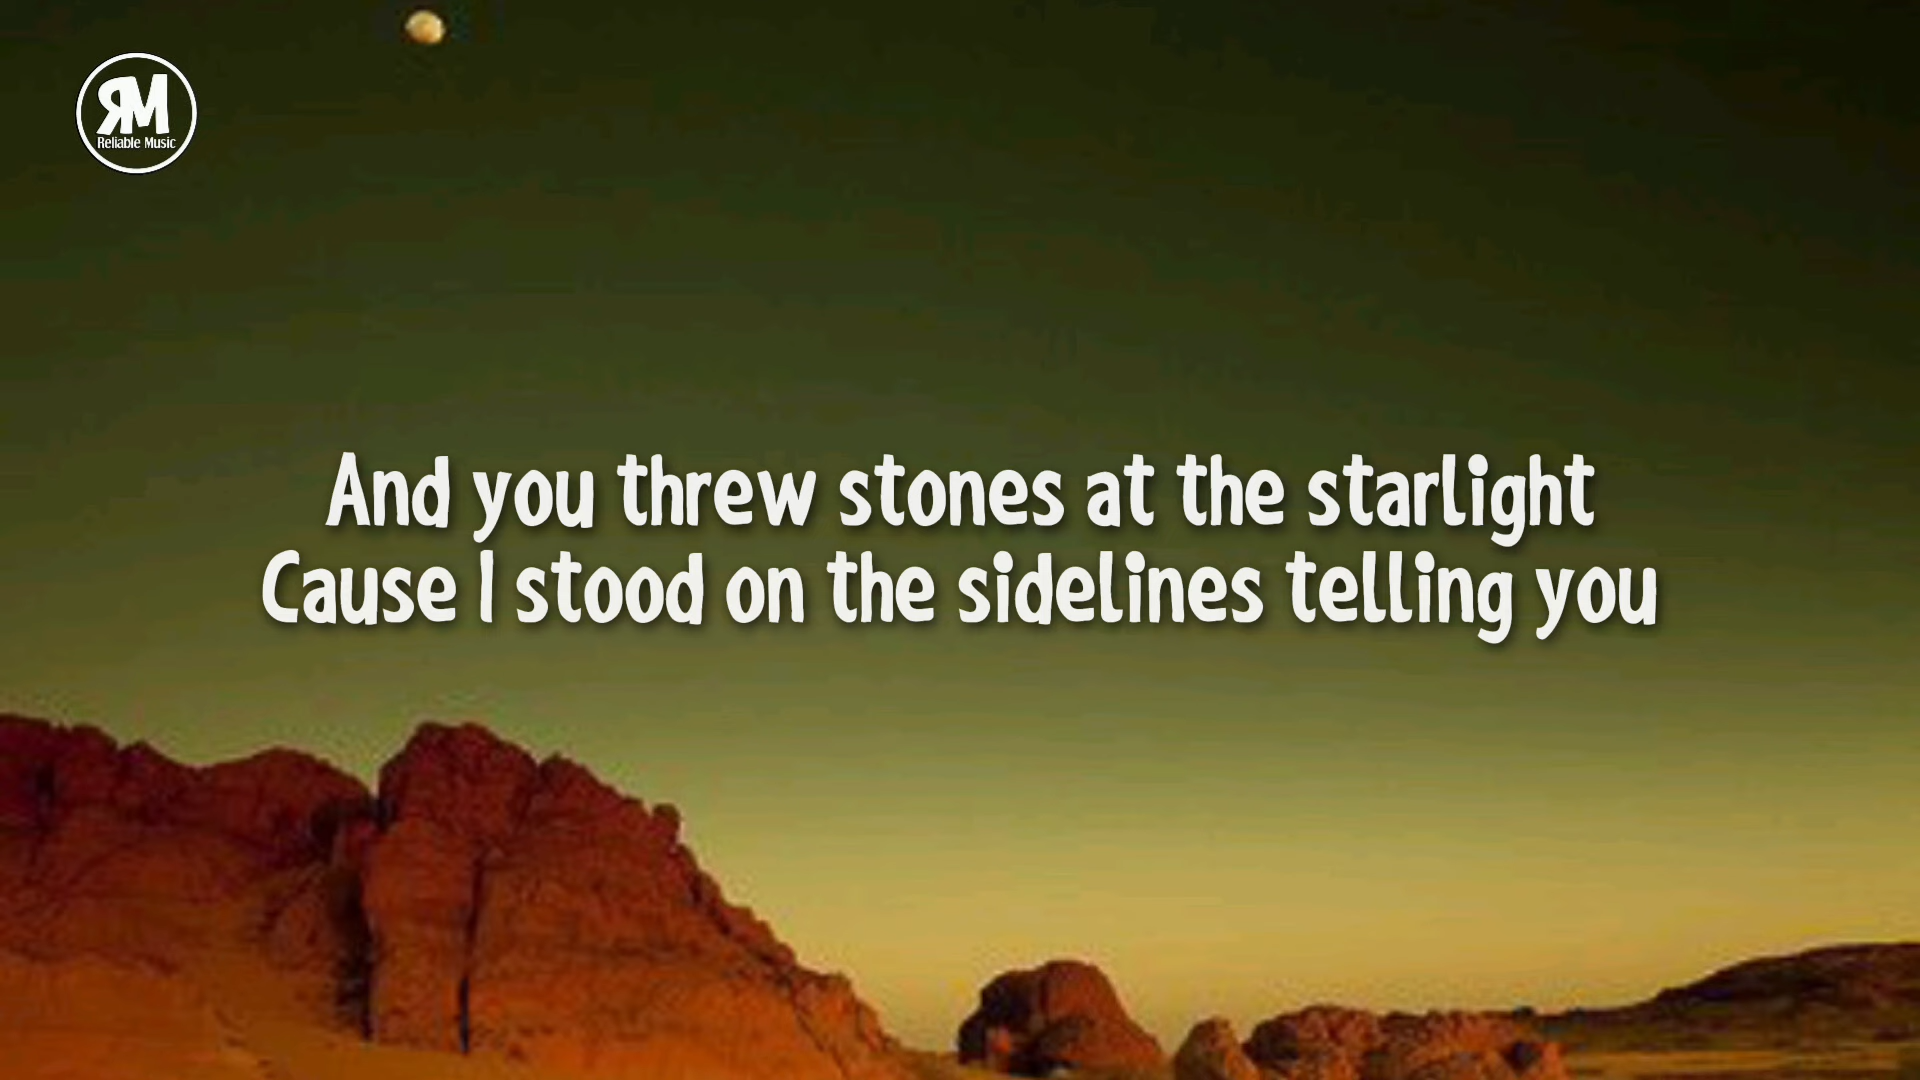 RM
Reliable Music
And you threw stones at the starlight
Cause I stood on the sidelines telling you